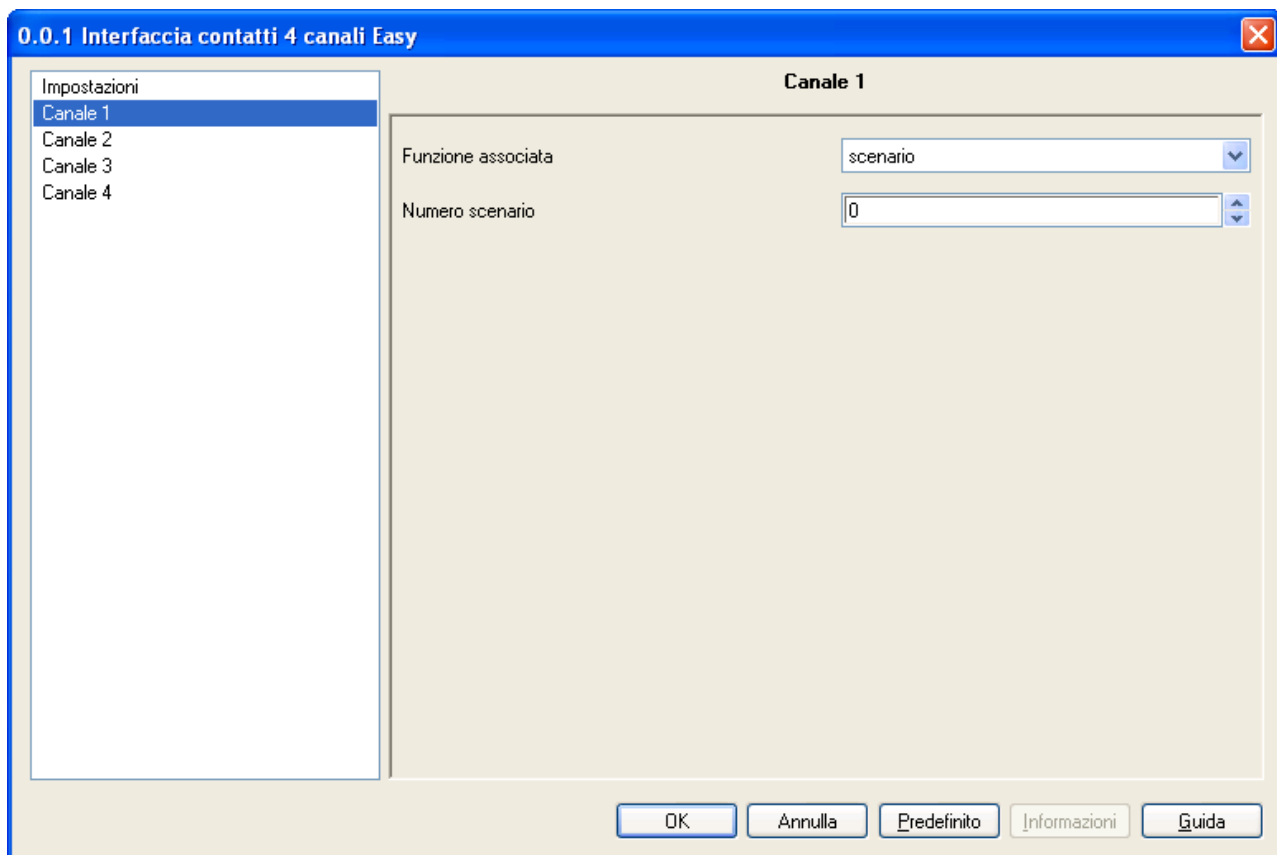 0.0.1 Interfaccia contatti 4 canali Easy
Impostazioni
Canale 1
Canale 2
Canale 3
Canale 4
Canale 1
Funzione associata
scenario
Numero scenario
0
OK
Annulla
Predefinito
Informazioni
Guida